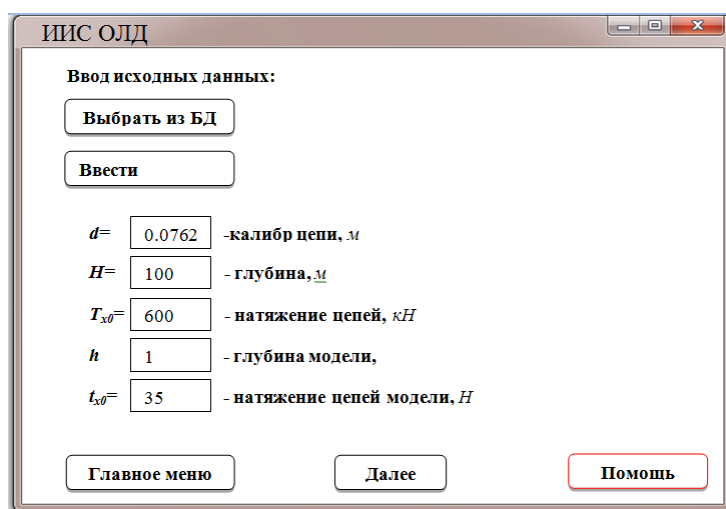 ИИС ОЛД
Ввод исходных данных:
Выбрать из БД
Ввести
d= 0.0762 -калибр цепи, м
H= 100 - глубина, м
Tx0= 600 - натяжение цепей, кН
h 1 - глубина модели,
tx0= 35 - натяжение цепей модели, Н
Главное меню Далее Помощь